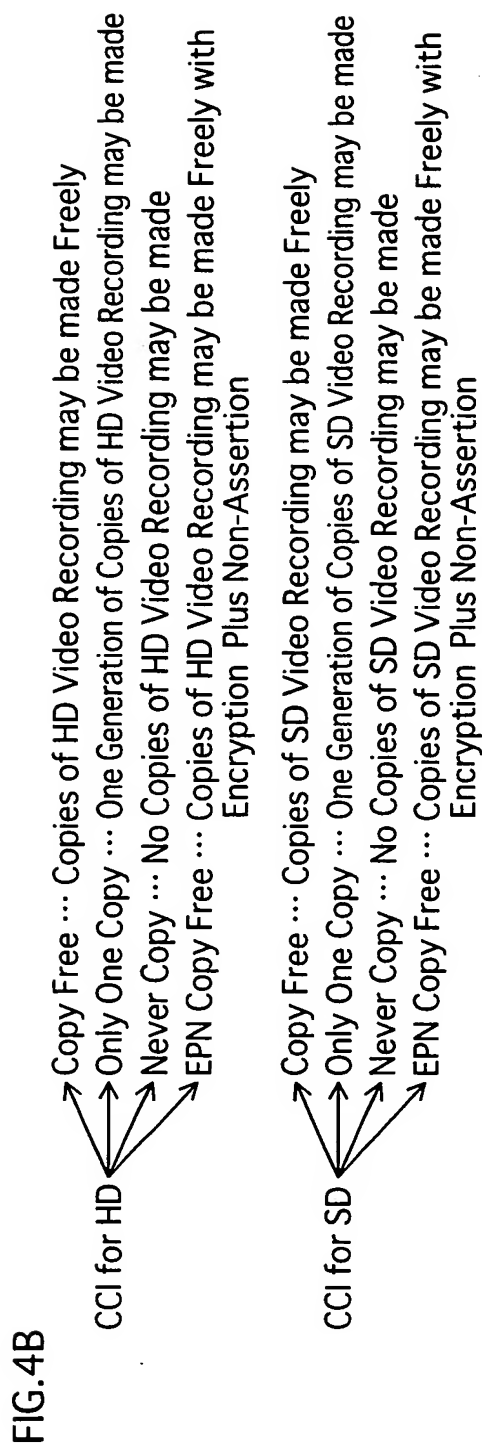 FIG.4B
CCI for HD
Copy Free ··· Copies of HD Video Recording may be made Freely
Only One Copy ··· One Generation of Copies of HD Video Recording may be made
Never Copy ··· No Copies of HD Video Recording may be made
EPN Copy Free ··· Copies of HD Video Recording may be made Freely with
Encryption Plus Non-Assertion
CCI for SD
Copy Free ··· Copies of SD Video Recording may be made Freely
Only One Copy ··· One Generation of Copies of SD Video Recording may be made
Never Copy ··· No Copies of SD Video Recording may be made
EPN Copy Free ··· Copies of SD Video Recording may be made Freely with
Encryption Plus Non-Assertion